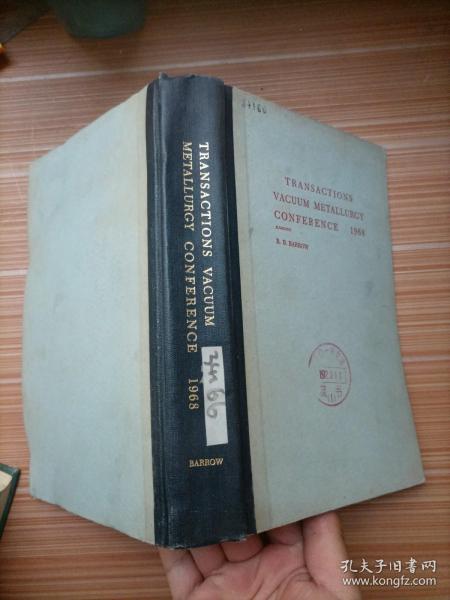 TRANSACTIONS VACUUM
METALLURGY CONFERENCE 1968
BARROW
TRANSACTIONS
VACUUM METALLURGY
CONFERENCE 1968
R. B. BARROW
孔夫子旧书网
www.kongfz.com